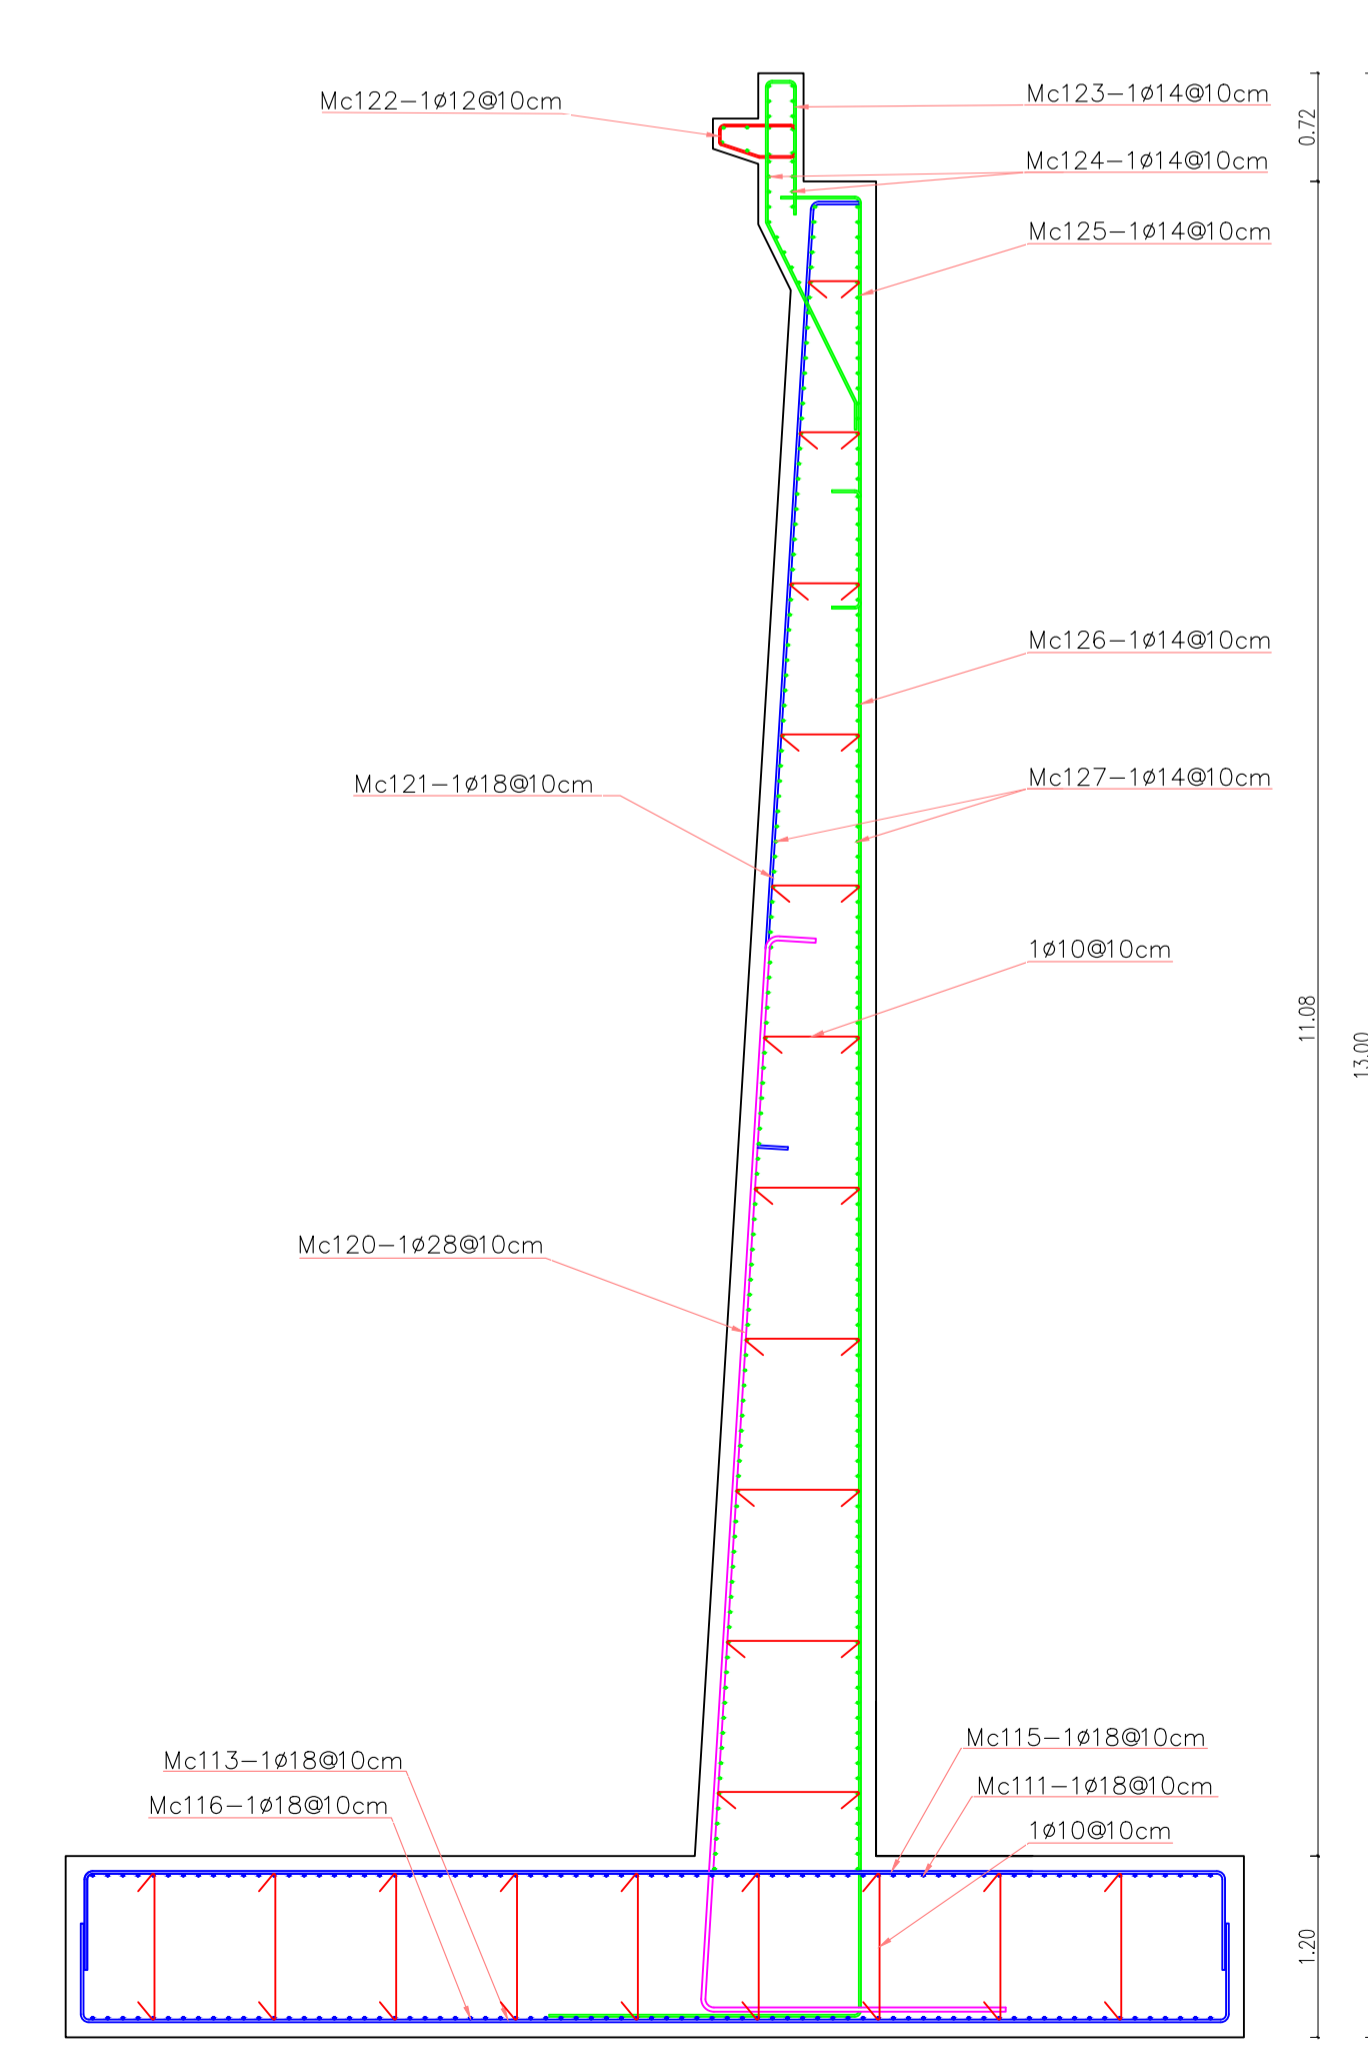 Mc122-1ø12@10cm
Mc123-1ø14@10cm
0.72
Mc124-1ø14@10cm
Mc125-1ø14@10cm
Mc126-1ø14@10cm
Mc121-1ø18@10cm
Mc127-1ø14@10cm
1ø10@10cm
11.08
13.00
Mc120-1ø28@10cm
Mc113-1ø18@10cm
Mc115-1ø18@10cm
Mc116-1ø18@10cm
Mc111-1ø18@10cm
1ø10@10cm
1.20